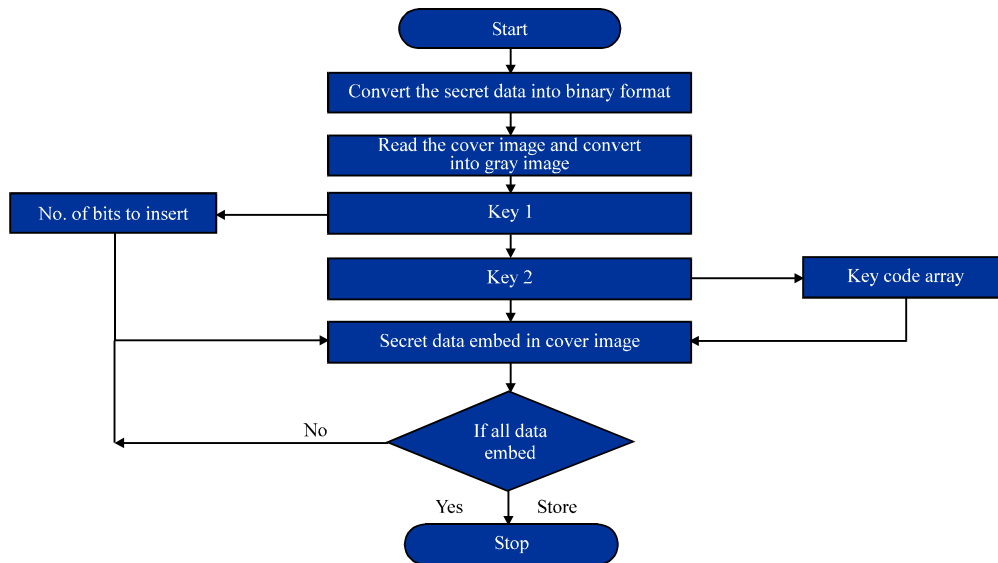 Start
Convert the secret data into binary format
Read the cover image and convert
into gray image
No. of bits to insert
Key 1
Key 2
Key code array
Secret data embed in cover image
No
If all data
embed
Yes
Store
Stop